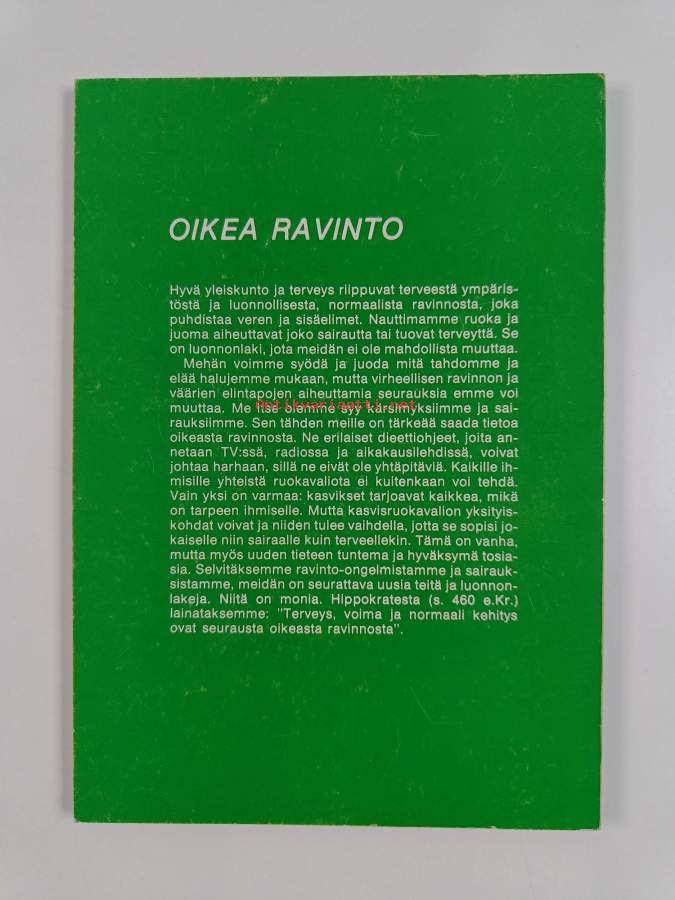 OIKEA RAVINTO
Hyvä yleiskunto ja terveys riippuvat terveestä ympäris-
töstä ja luonnollisesta, normaalista ravinnosta, joka
puhdistaa veren ja sisäelimet. Nauttimamme ruoka ja
juoma aiheuttavat joko sairautta tai tuovat terveyttä. Se
on luonnonlaki, jota meidän ei ole mahdollista muuttaa.
Mehän voimme syödä ja juoda mitä tahdomme ja
elää halujemme mukaan, mutta virheellisen ravinnon ja
väärien elintapojen aiheuttamia seurauksia emme voi
muuttaa. Me itse olemme syy kärsimyksiimme ja sai-
rauksiimme. Sen tähden meille on tärkeää saada tietoa
oikeasta ravinnosta. Ne erilaiset dieettiohjeet, joita an-
netaan TV:ssä, radiossa ja aikakausilehdissä, voivat
johtaa harhaan, sillä ne eivät ole yhtäpitäviä. Kaikille ih-
misille yhteistä ruokavaliota ei kuitenkaan voi tehdä.
Vain yksi on varmaa: kasvikset tarjoavat kaikkea, mikä
on tarpeen ihmiselle. Mutta kasvisruokavalion yksityis-
kohdat voivat ja niiden tulee vaihdella, jotta se sopisi jo-
kaiselle niin sairaalle kuin terveellekin. Tämä on vanha,
mutta myös uuden tieteen tuntema ja hyväksymä tosia-
sia. Selvitäksemme ravinto-ongelmistamme ja sairauk-
sistamme, meidän on seurattava uusia teitä ja luonnon-
lakeja. Niitä on monia. Hippokratesta (s. 460 e.Kr.)
lainataksemme: "Terveys, voima ja normaali kehitys
ovat seurausta oikeasta ravinnosta".
Antikvariaatti.net